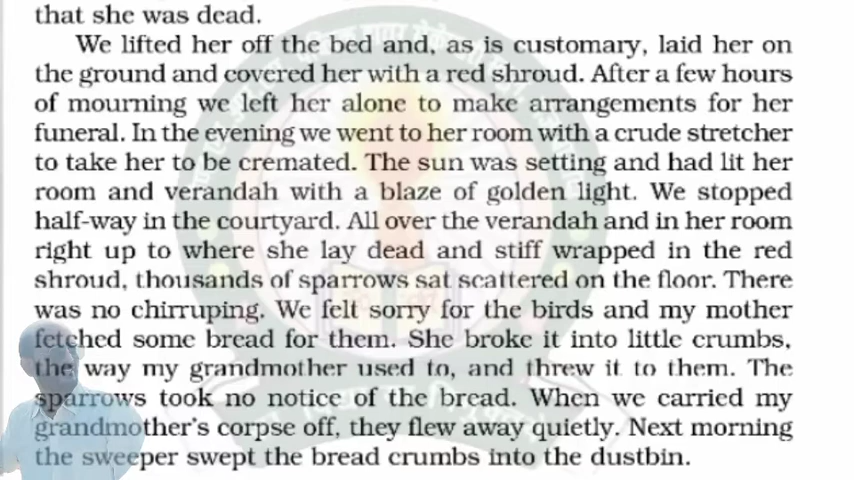 that she was dead.
We lifted her off the bed and, as is customary, laid her on
the ground and covered her with a red shroud. After a few hours
of mourning we left her alone to make arrangements for her
funeral. In the evening we went to her room with a crude stretcher
to take her to be cremated. The sun was setting and had lit her
room and verandah with a blaze of golden light. We stopped
half-way in the courtyard. All over the verandah and in her room
right up to where she lay dead and stiff wrapped in the red
shroud, thousands of sparrows sat scattered on the floor. There
was no chirruping. We felt sorry for the birds and my mother
fetched some bread for them. She broke it into little crumbs,
the way my grandmother used to, and threw it to them. The
sparrows took no notice of the bread. When we carried my
grandmother's corpse off, they flew away quietly. Next morning
the sweeper swept the bread crumbs into the dustbin.